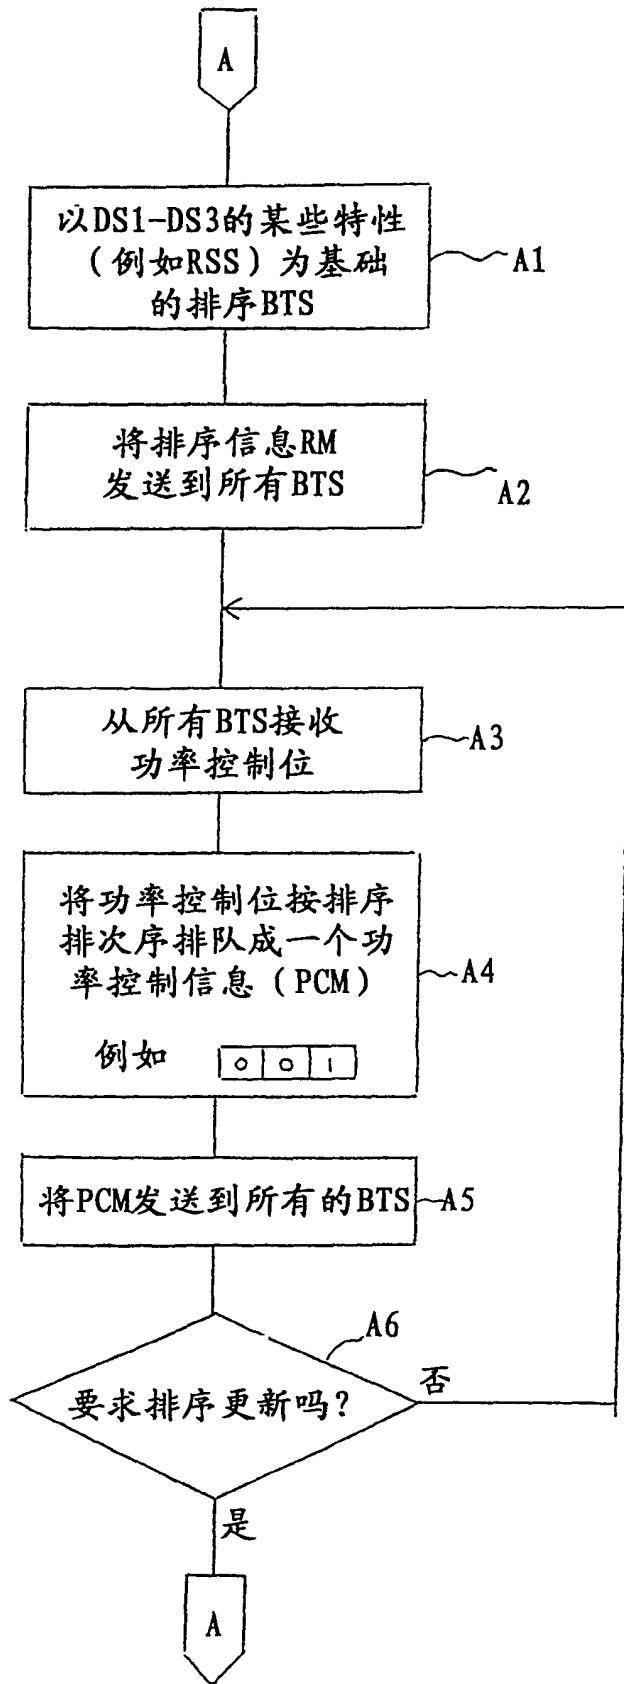 A
以DS1-DS3的某些特性
(例如RSS)为基础
的排序BTS
A1
将排序信息RM
发送到所有BTS
A2
从所有BTS接收
功率控制位
A3
将功率控制位按排序
排次序排队成一个功
率控制信息(PCM)
A4
例如 0 0 1
将PCM发送到所有的BTS
A5
A6
要求排序更新吗?
否
是
A